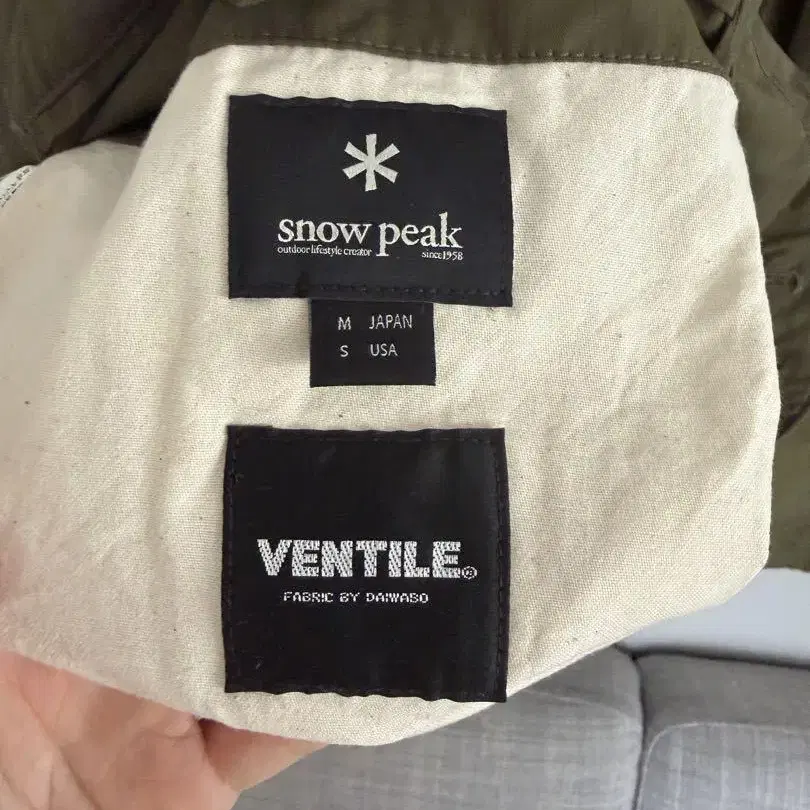 snow peak
outdoor lifestyle creator since1958
M JAPAN
S USA
VENTILE®
FABRIC BY DAIWABO